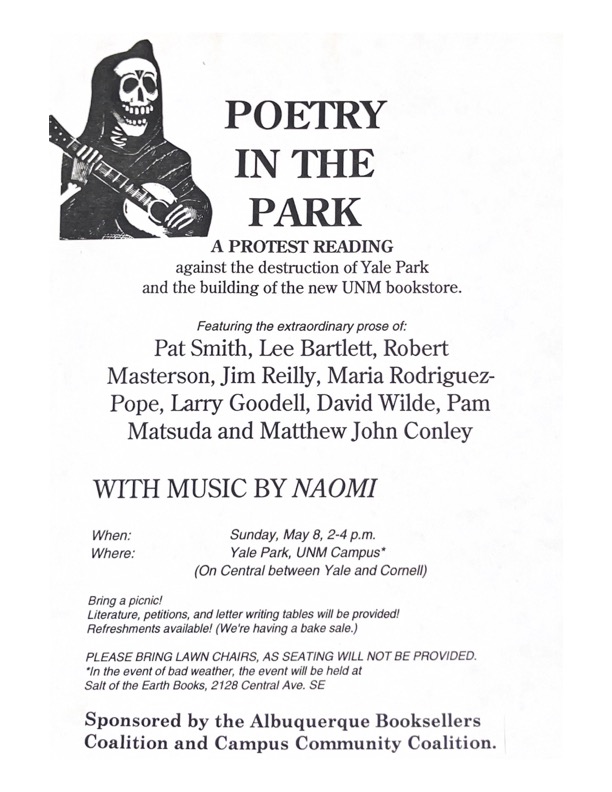 POETRY
IN THE
PARK
A PROTEST READING
against the destruction of Yale Park
and the building of the new UNM bookstore.
Featuring the extraordinary prose of:
Pat Smith, Lee Bartlett, Robert
Masterson, Jim Reilly, Maria Rodriguez-
Pope, Larry Goodell, David Wilde, Pam
Matsuda and Matthew John Conley
WITH MUSIC BY NAOMI
When: Sunday, May 8, 2-4 p.m.
Where: Yale Park, UNM Campus*
(On Central between Yale and Cornell)
Bring a picnic!
Literature, petitions, and letter writing tables will be provided!
Refreshments available! (We're having a bake sale.)
PLEASE BRING LAWN CHAIRS, AS SEATING WILL NOT BE PROVIDED.
*In the event of bad weather, the event will be held at
Salt of the Earth Books, 2128 Central Ave. SE
Sponsored by the Albuquerque Booksellers
Coalition and Campus Community Coalition.